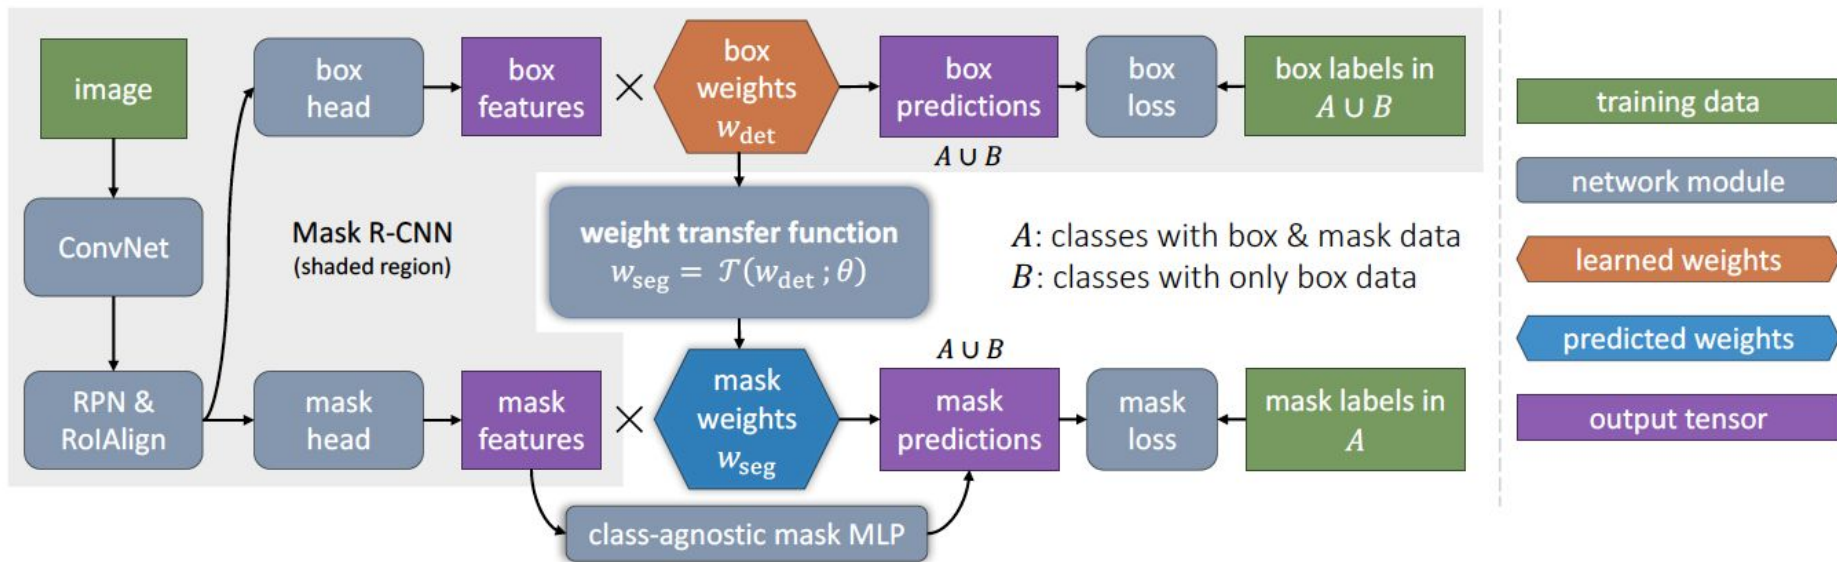 image
box
head
box
features
×
box
weights
w_det
box
predictions
A ∪ B
box
loss
box labels in
A ∪ B
ConvNet
Mask R-CNN
(shaded region)
weight transfer function
w_seg = 𝒯(w_det ; θ)
A: classes with box & mask data
B: classes with only box data
RPN &
RoIAlign
mask
head
mask
features
×
mask
weights
w_seg
A ∪ B
mask
predictions
mask
loss
mask labels in
A
class-agnostic mask MLP
training data
network module
learned weights
predicted weights
output tensor